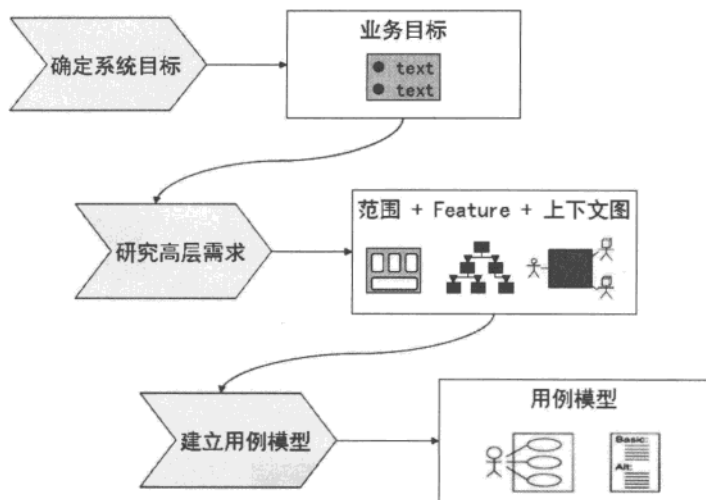 确定系统目标
业务目标
text
text
研究高层需求
范围 + Feature + 上下文图
建立用例模型
用例模型
Basic:
Alt: